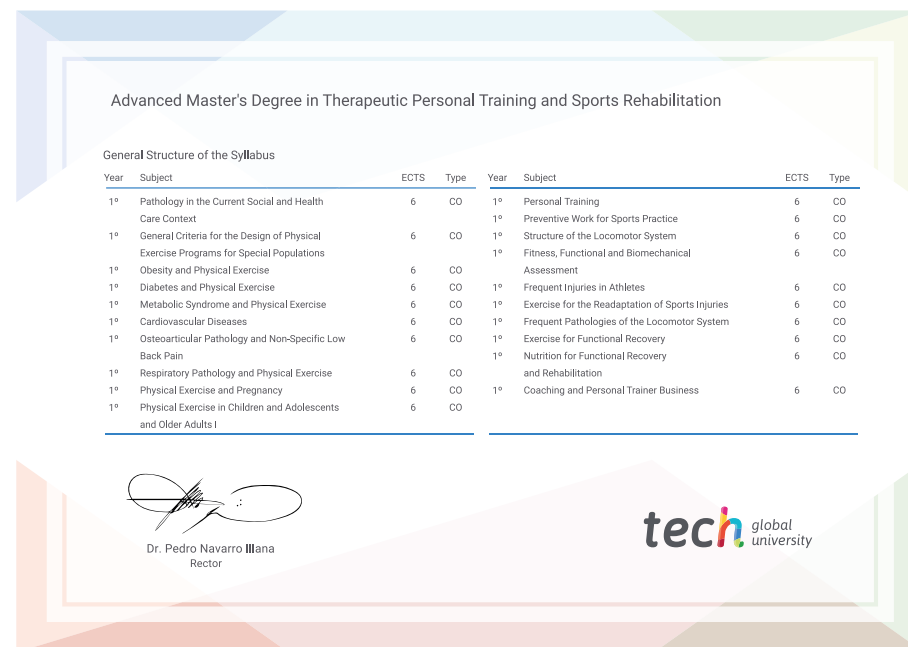 Advanced Master's Degree in Therapeutic Personal Training and Sports Rehabilitation
General Structure of the Syllabus
Year Subject ECTS Type
1º Pathology in the Current Social and Health 6 CO
Care Context
1º General Criteria for the Design of Physical 6 CO
Exercise Programs for Special Populations
1º Obesity and Physical Exercise 6 CO
1º Diabetes and Physical Exercise 6 CO
1º Metabolic Syndrome and Physical Exercise 6 CO
1º Cardiovascular Diseases 6 CO
1º Osteoarticular Pathology and Non-Specific Low 6 CO
Back Pain
1º Respiratory Pathology and Physical Exercise 6 CO
1º Physical Exercise and Pregnancy 6 CO
1º Physical Exercise in Children and Adolescents 6 CO
and Older Adults I
Year Subject ECTS Type
1º Personal Training 6 CO
1º Preventive Work for Sports Practice 6 CO
1º Structure of the Locomotor System 6 CO
1º Fitness, Functional and Biomechanical 6 CO
Assessment
1º Frequent Injuries in Athletes 6 CO
1º Exercise for the Readaptation of Sports Injuries 6 CO
1º Frequent Pathologies of the Locomotor System 6 CO
1º Exercise for Functional Recovery 6 CO
1º Nutrition for Functional Recovery 6 CO
and Rehabilitation
1º Coaching and Personal Trainer Business 6 CO
Dr. Pedro Navarro Illana
Rector
tech global
university